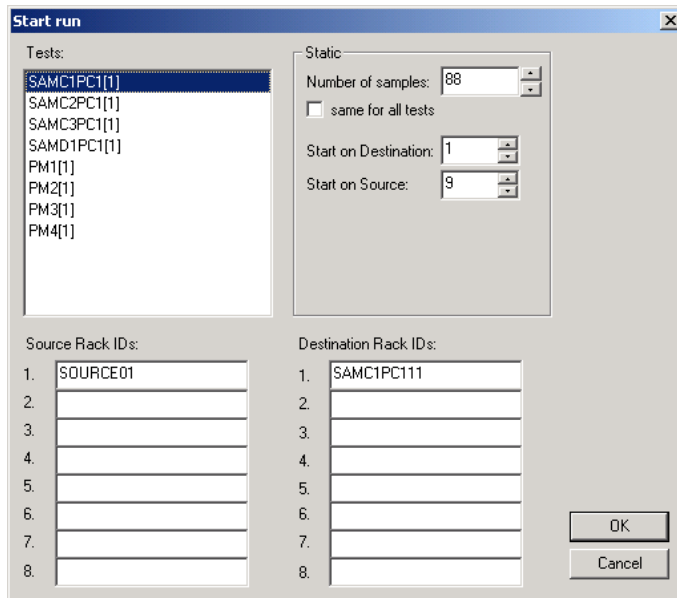 Start run
Tests:
SAMC1PC1[1]
SAMC2PC1[1]
SAMC3PC1[1]
SAMD1PC1[1]
PM1[1]
PM2[1]
PM3[1]
PM4[1]
Static
Number of samples: 88
same for all tests
Start on Destination: 1
Start on Source: 9
Source Rack IDs:
1. SOURCE01
2.
3.
4.
5.
6.
7.
8.
Destination Rack IDs:
1. SAMC1PC111
2.
3.
4.
5.
6.
7.
8.
OK
Cancel